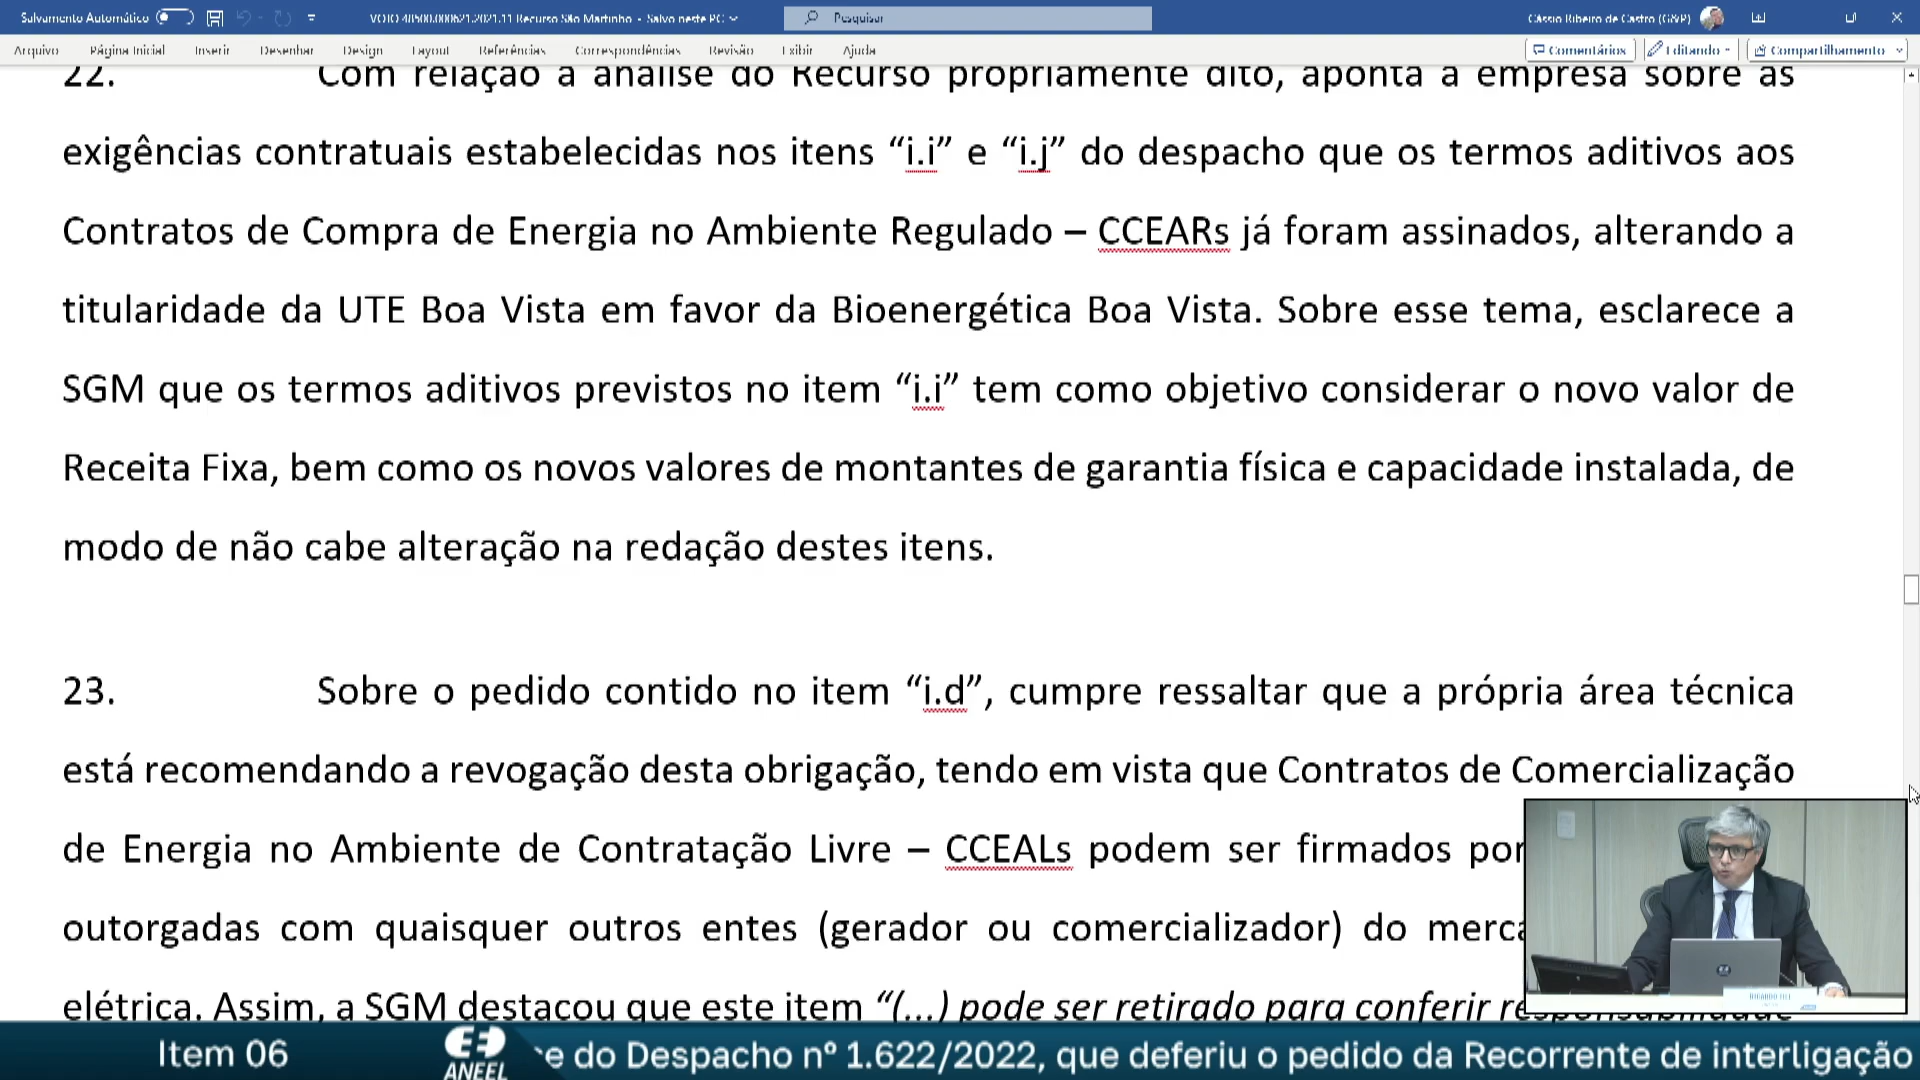 Salvamento Automático
VOTO 48500.000621.2021.11 Recurso São Martinho - Salvo neste PC
Pesquisar
Cássio Ribeiro de Castro (G&P)
Arquivo Página Inicial Inserir Desenhar Design Layout Referências Correspondências Revisão Exibir Ajuda
Comentários Editando Compartilhamento
22. Com relação a análise do Recurso propriamente dito, aponta a empresa sobre as
exigências contratuais estabelecidas nos itens “i.i” e “i.j” do despacho que os termos aditivos aos
Contratos de Compra de Energia no Ambiente Regulado – CCEARs já foram assinados, alterando a
titularidade da UTE Boa Vista em favor da Bioenergética Boa Vista. Sobre esse tema, esclarece a
SGM que os termos aditivos previstos no item “i.i” tem como objetivo considerar o novo valor de
Receita Fixa, bem como os novos valores de montantes de garantia física e capacidade instalada, de
modo de não cabe alteração na redação destes itens.
23. Sobre o pedido contido no item “i.d”, cumpre ressaltar que a própria área técnica
está recomendando a revogação desta obrigação, tendo em vista que Contratos de Comercialização
de Energia no Ambiente de Contratação Livre – CCEALs podem ser firmados por
outorgadas com quaisquer outros entes (gerador ou comercializador) do merca
elétrica. Assim, a SGM destacou que este item “(...) pode ser retirado para conferir responsabilidade
Item 06
ANEEL
e do Despacho nº 1.622/2022, que deferiu o pedido da Recorrente de interligação